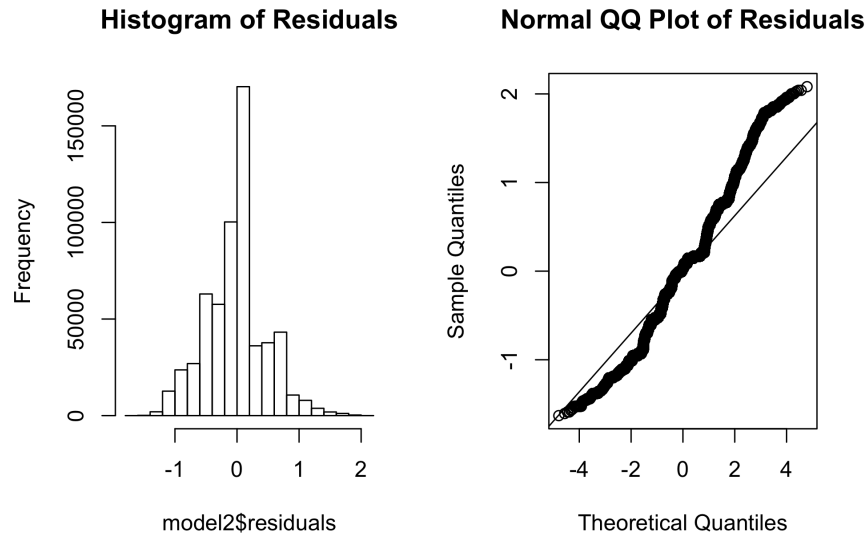 Histogram of Residuals
Frequency
0
50000
100000
150000
-1
0
1
2
model2$residuals
Normal QQ Plot of Residuals
Sample Quantiles
-1
0
1
2
-4
-2
0
2
4
Theoretical Quantiles